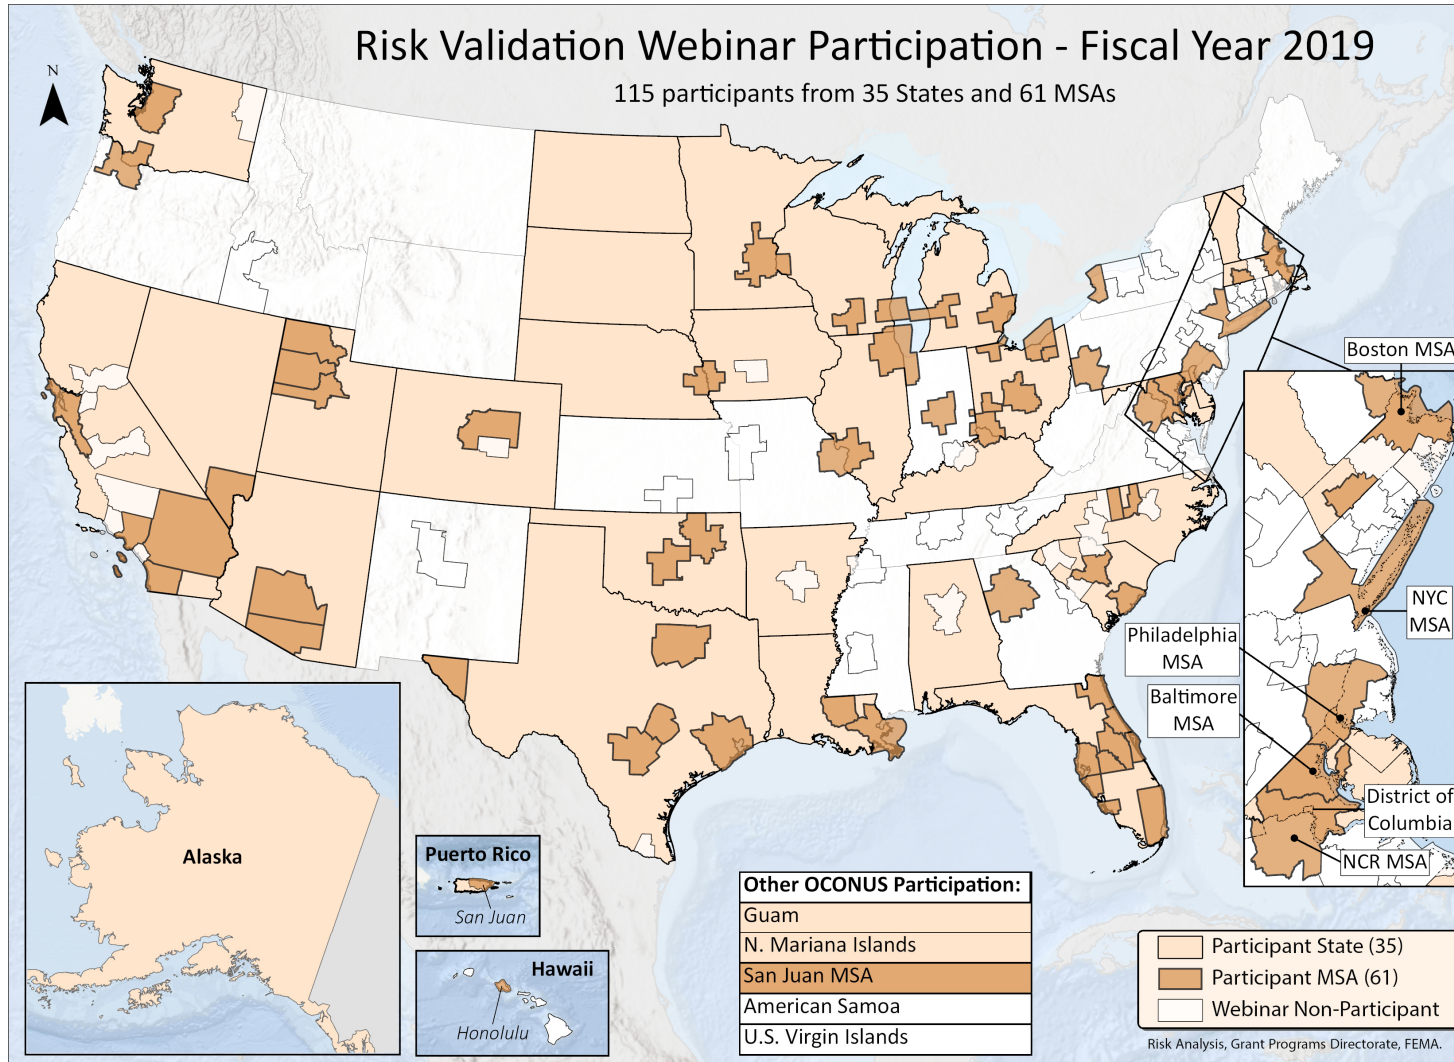 Risk Validation Webinar Participation - Fiscal Year 2019
115 participants from 35 States and 61 MSAs
N
Boston MSA
NYC
MSA
Philadelphia
MSA
Baltimore
MSA
District of
Columbia
NCR MSA
Alaska
Puerto Rico
San Juan
Hawaii
Honolulu
Other OCONUS Participation:
Guam
N. Mariana Islands
San Juan MSA
American Samoa
U.S. Virgin Islands
Participant State (35)
Participant MSA (61)
Webinar Non-Participant
Risk Analysis, Grant Programs Directorate, FEMA.